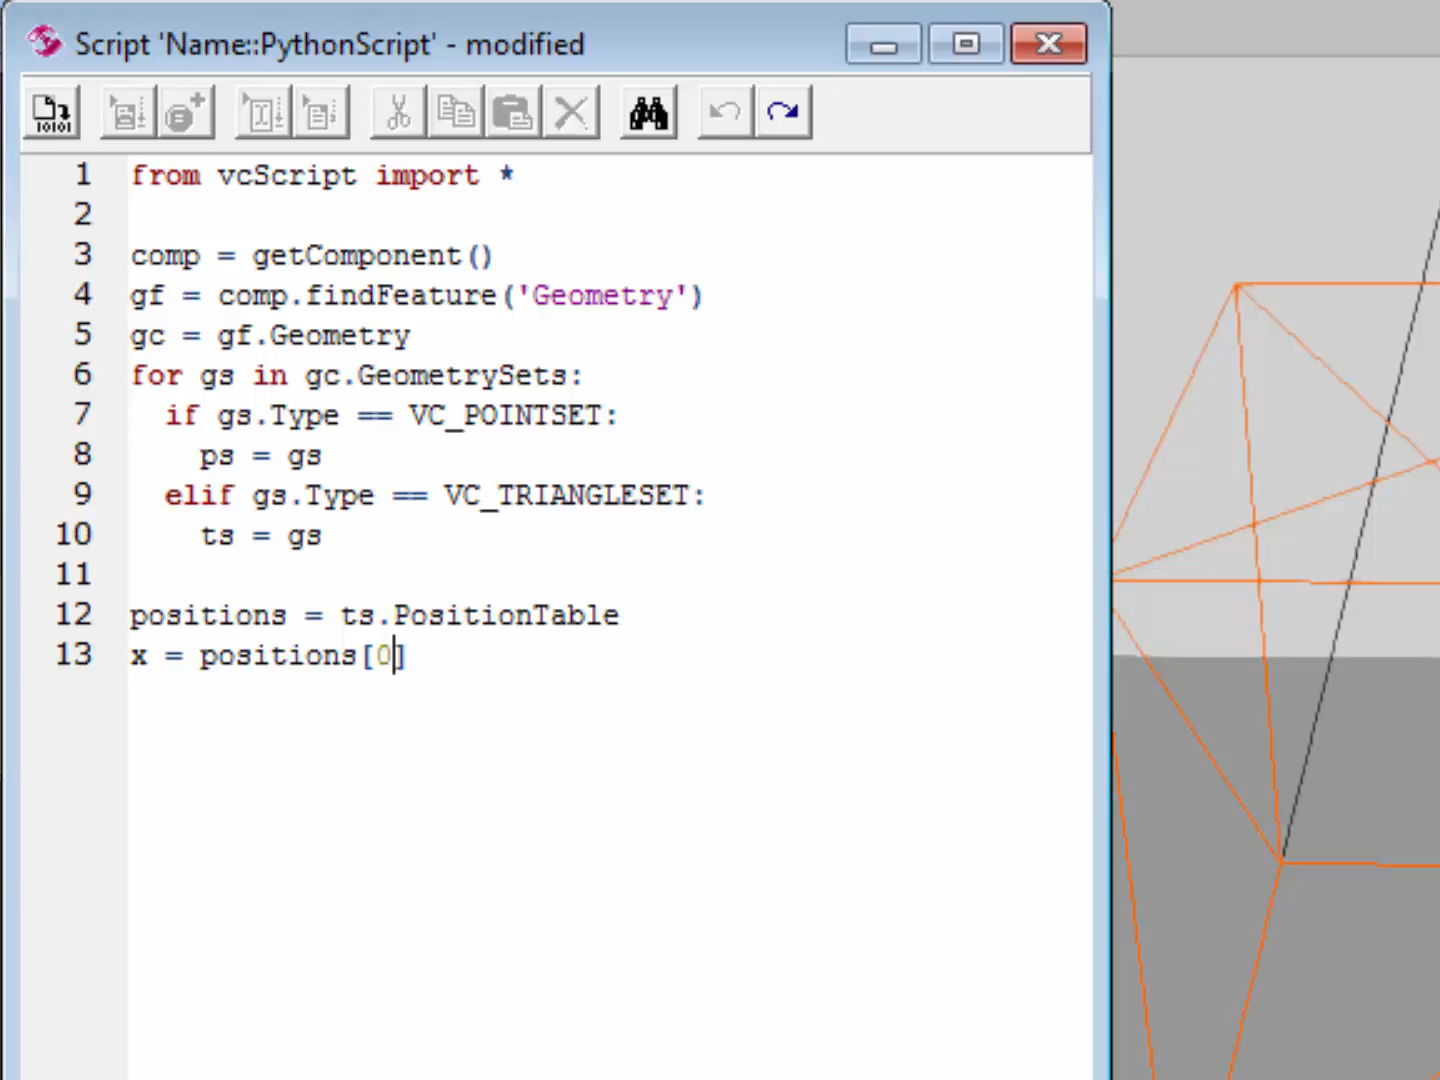 Script 'Name::PythonScript' - modified
1 from vcScript import *
2
3 comp = getComponent()
4 gf = comp.findFeature('Geometry')
5 gc = gf.Geometry
6 for gs in gc.GeometrySets:
7   if gs.Type == VC_POINTSET:
8     ps = gs
9   elif gs.Type == VC_TRIANGLESET:
10     ts = gs
11
12 positions = ts.PositionTable
13 x = positions[0]